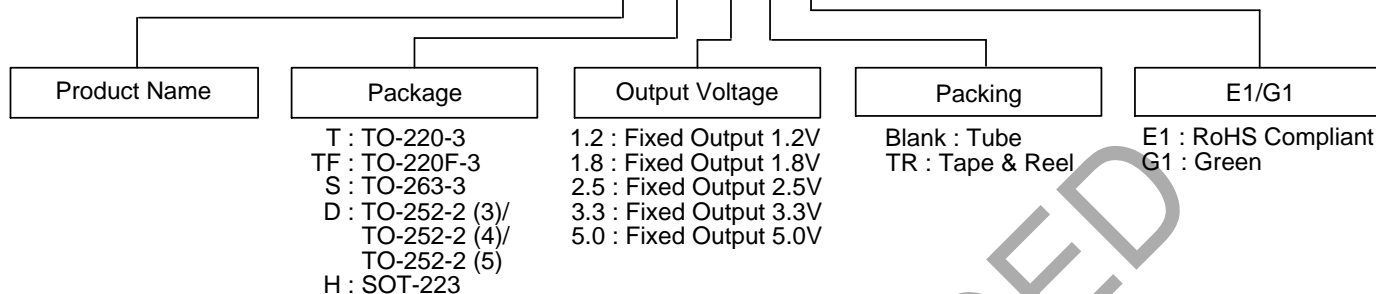 Product Name
Package
Output Voltage
Packing
E1/G1
T : TO-220-3
TF : TO-220F-3
S : TO-263-3
D : TO-252-2 (3)/
TO-252-2 (4)/
TO-252-2 (5)
H : SOT-223
1.2 : Fixed Output 1.2V
1.8 : Fixed Output 1.8V
2.5 : Fixed Output 2.5V
3.3 : Fixed Output 3.3V
5.0 : Fixed Output 5.0V
Blank : Tube
TR : Tape & Reel
E1 : RoHS Compliant
G1 : Green